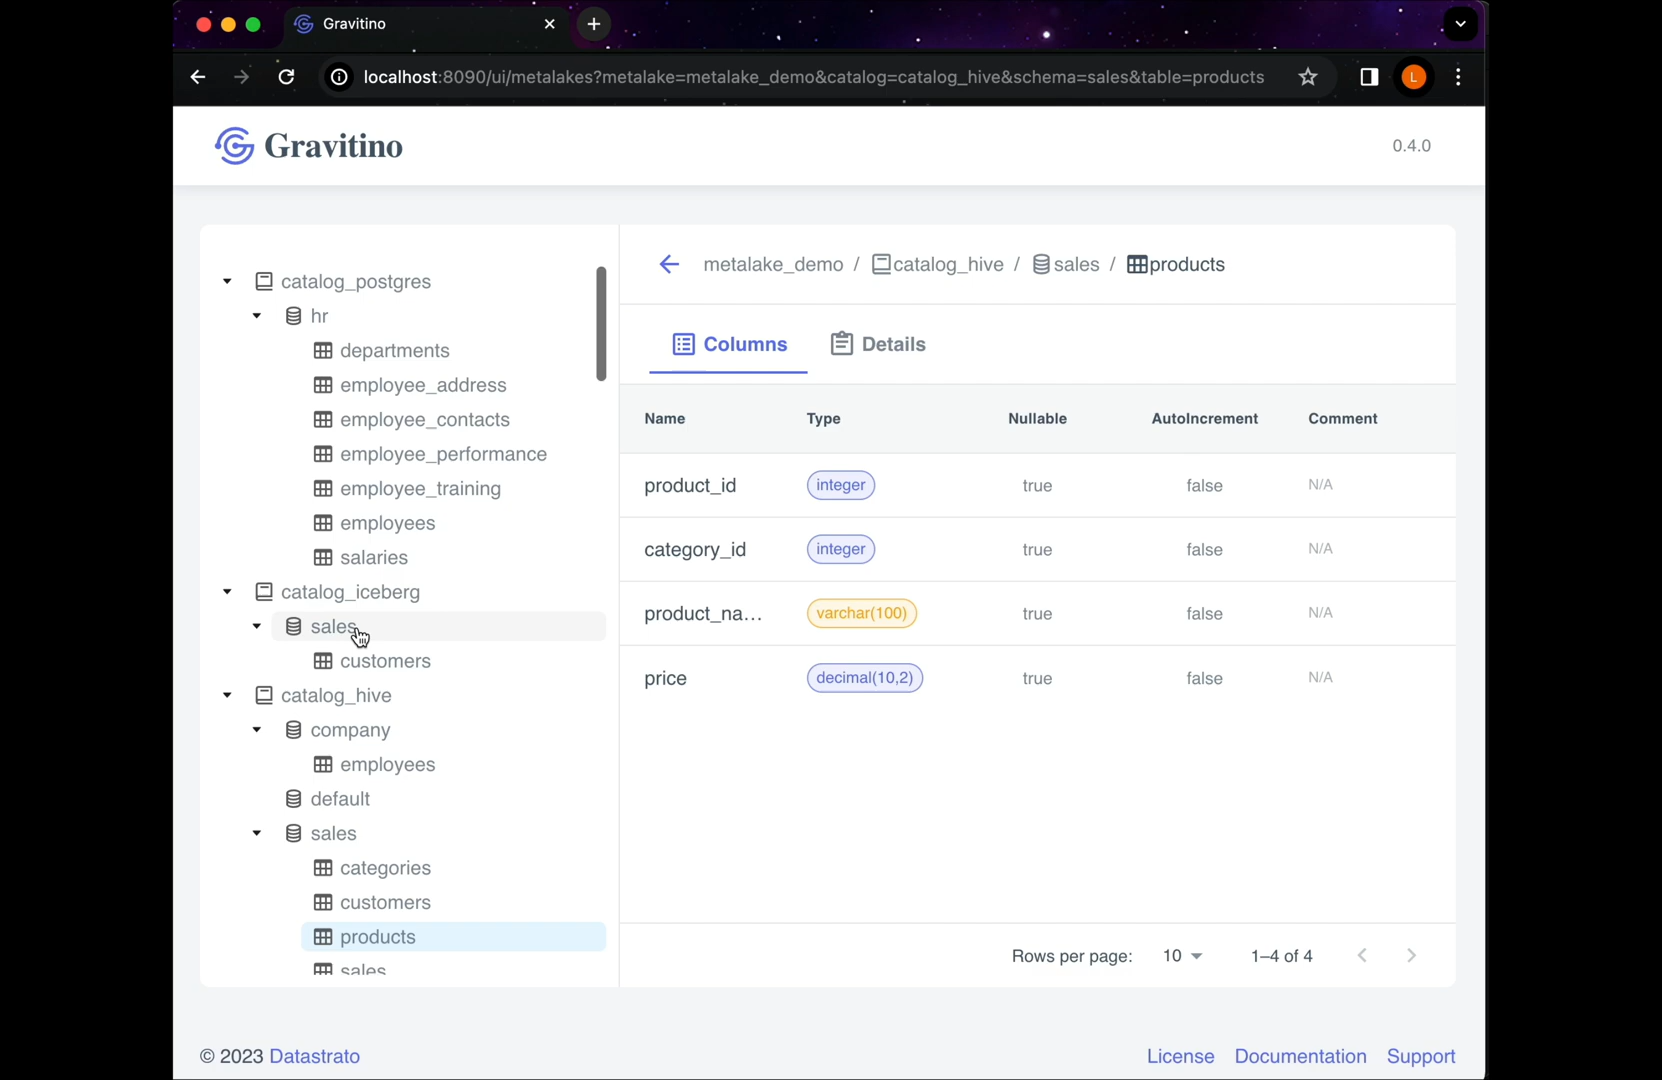 Gravitino
localhost:8090/ui/metalakes?metalake=metalake_demo&catalog=catalog_hive&schema=sales&table=products
L
Gravitino
0.4.0
catalog_postgres
hr
departments
employee_address
employee_contacts
employee_performance
employee_training
employees
salaries
catalog_iceberg
sales
customers
catalog_hive
company
employees
default
sales
categories
customers
products
sales
metalake_demo / catalog_hive / sales / products
Columns Details
Name Type Nullable AutoIncrement Comment
product_id integer true false N/A
category_id integer true false N/A
product_na... varchar(100) true false N/A
price decimal(10,2) true false N/A
Rows per page: 10 1–4 of 4
© 2023 Datastrato
License Documentation Support